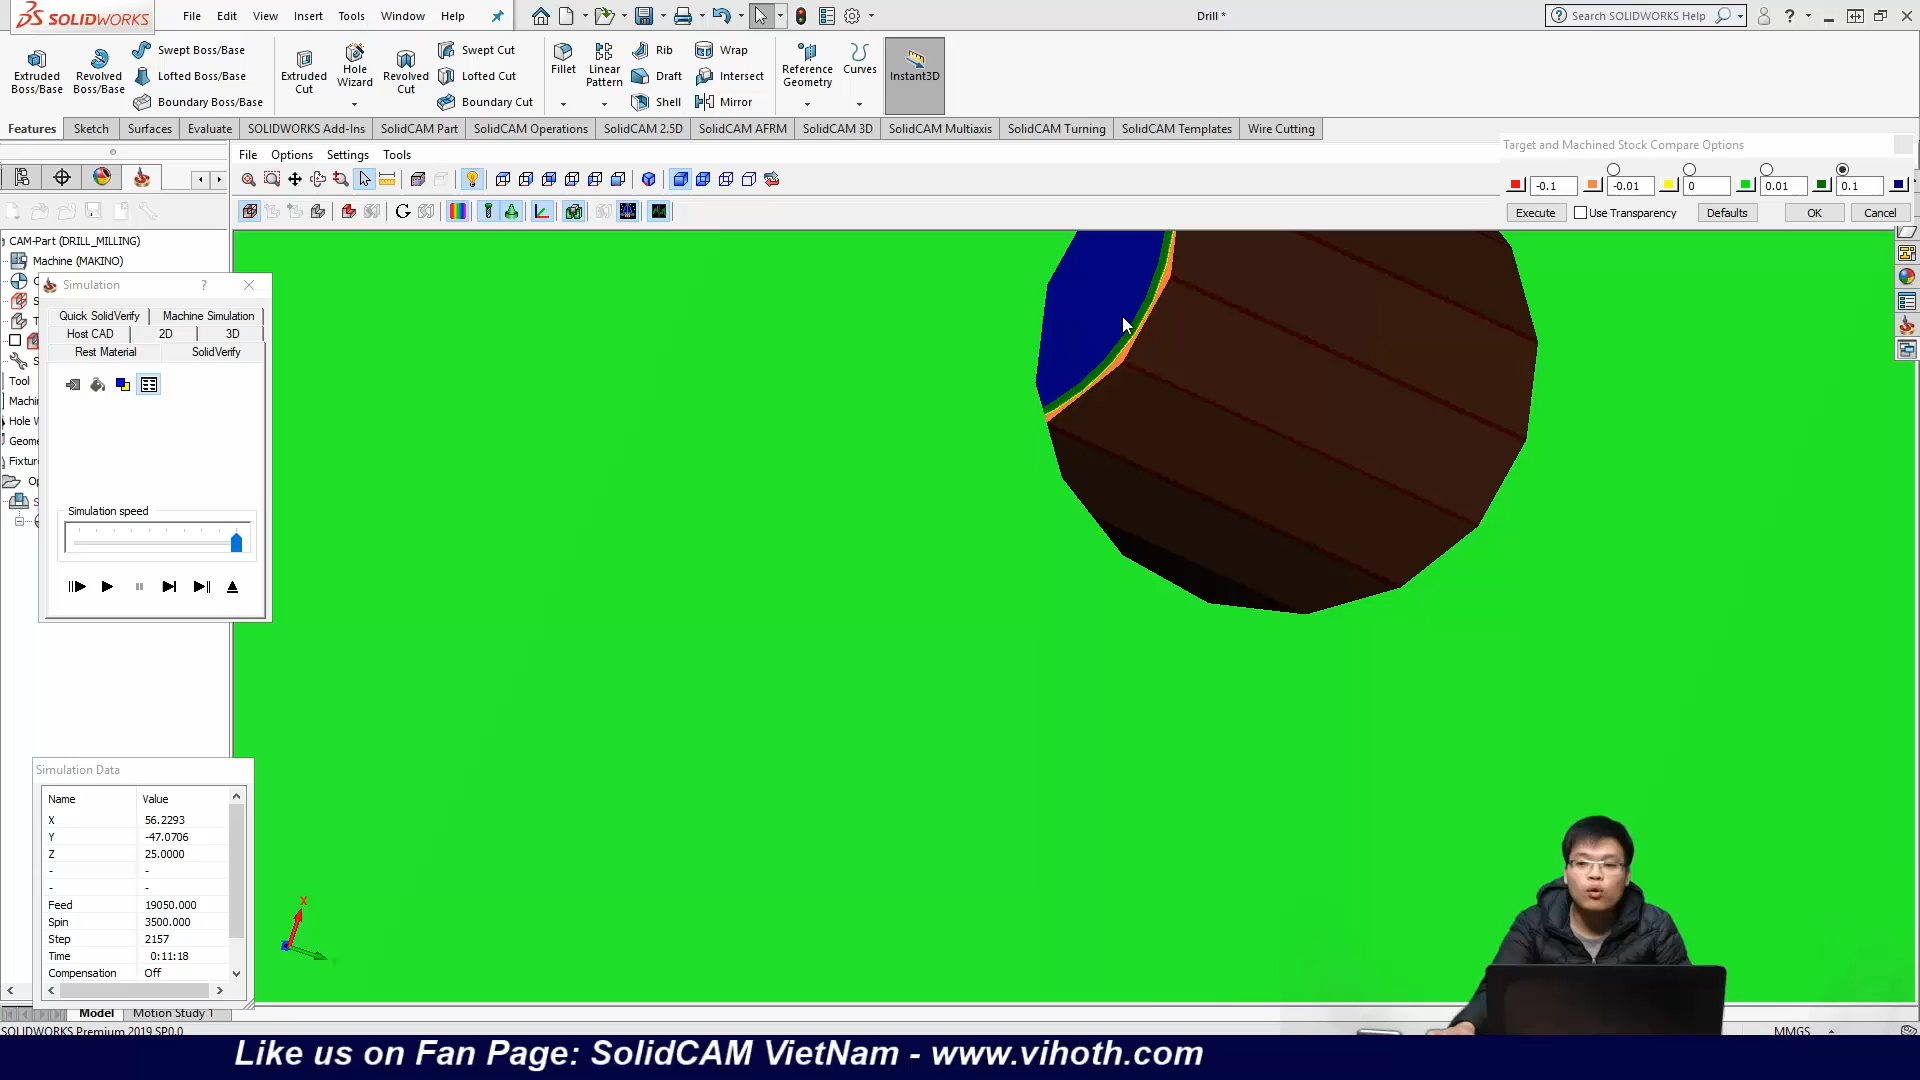 SOLIDWORKS File Edit View Insert Tools Window Help Drill * Search SOLIDWORKS Help ?
Extruded Boss/Base
Revolved Boss/Base
Swept Boss/Base
Lofted Boss/Base
Boundary Boss/Base
Extruded Cut
Hole Wizard
Revolved Cut
Swept Cut
Lofted Cut
Boundary Cut
Fillet
Linear Pattern
Rib
Draft
Shell
Wrap
Intersect
Mirror
Reference Geometry
Curves
Instant3D
Features Sketch Surfaces Evaluate SOLIDWORKS Add-Ins SolidCAM Part SolidCAM Operations SolidCAM 2.5D SolidCAM AFRM SolidCAM 3D SolidCAM Multiaxis SolidCAM Turning SolidCAM Templates Wire Cutting
File Options Settings Tools
Target and Machined Stock Compare Options
-0.1 -0.01 0 0.01 0.1
Execute Use Transparency Defaults OK Cancel
CAM-Part (DRILL_MILLING)
Machine (MAKINO)
Simulation ?
Quick SolidVerify Machine Simulation
Host CAD 2D 3D
Rest Material SolidVerify
Tool
Machin
Hole W
Geome
Fixtur
Op
Simulation speed
Simulation Data
Name Value
X 56.2293
Y -47.0706
Z 25.0000
- -
- -
Feed 19050.000
Spin 3500.000
Step 2157
Time 0:11:18
Compensation Off
X
Model Motion Study 1
SOLIDWORKS Premium 2019 SP0.0
MMGS
Like us on Fan Page: SolidCAM VietNam - www.vihoth.com